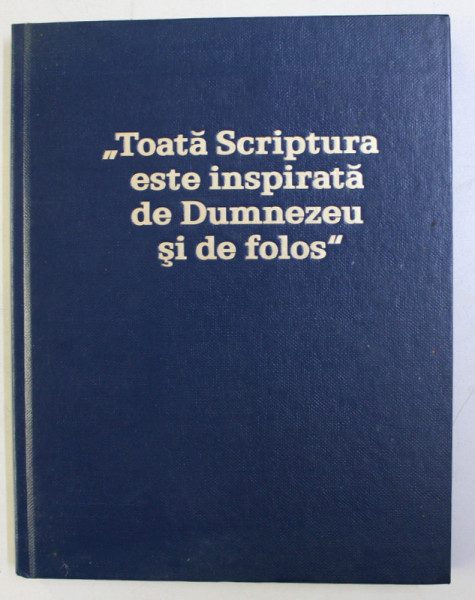 „Toată Scriptura
este inspirată
de Dumnezeu
şi de folos“